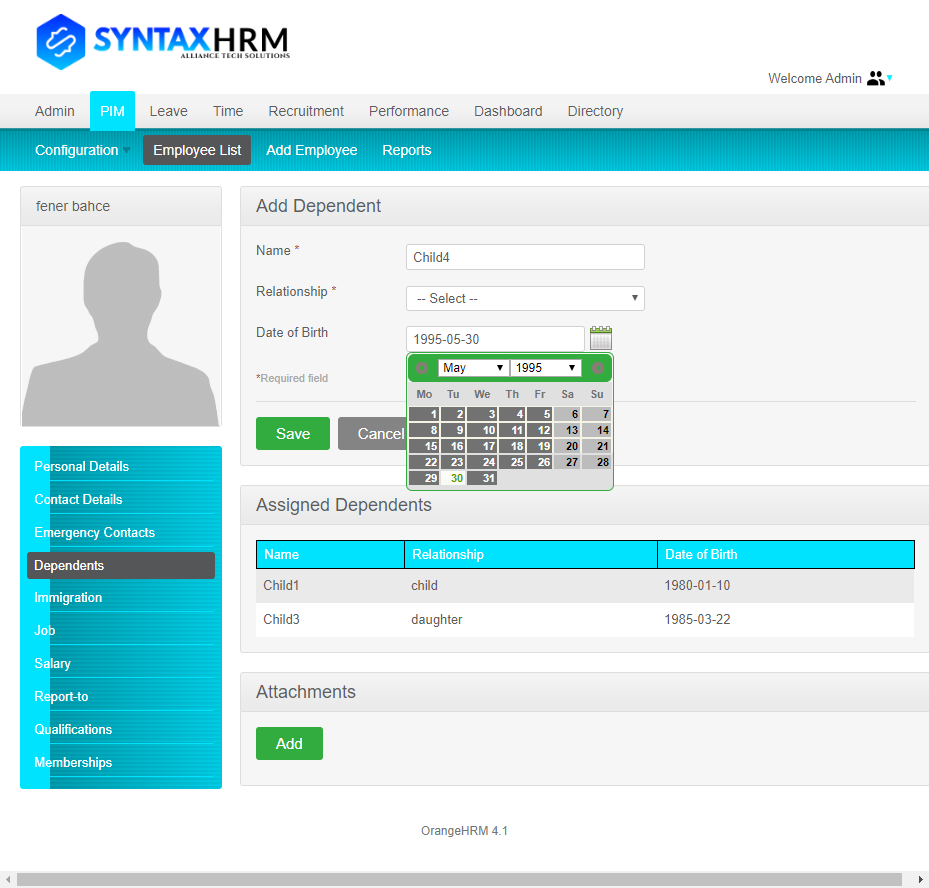 SYNTAXHRM
ALLIANCE TECH SOLUTIONS
Welcome Admin
Admin PIM Leave Time Recruitment Performance Dashboard Directory
Configuration Employee List Add Employee Reports
fener bahce
Personal Details
Contact Details
Emergency Contacts
Dependents
Immigration
Job
Salary
Report-to
Qualifications
Memberships
Add Dependent
Name * Child4
Relationship * -- Select --
Date of Birth 1995-05-30
May 1995
*Required field
Mo Tu We Th Fr Sa Su
1 2 3 4 5 6 7
8 9 10 11 12 13 14
15 16 17 18 19 20 21
22 23 24 25 26 27 28
29 30 31
Save Cancel
Assigned Dependents
Name Relationship Date of Birth
Child1 child 1980-01-10
Child3 daughter 1985-03-22
Attachments
Add
OrangeHRM 4.1